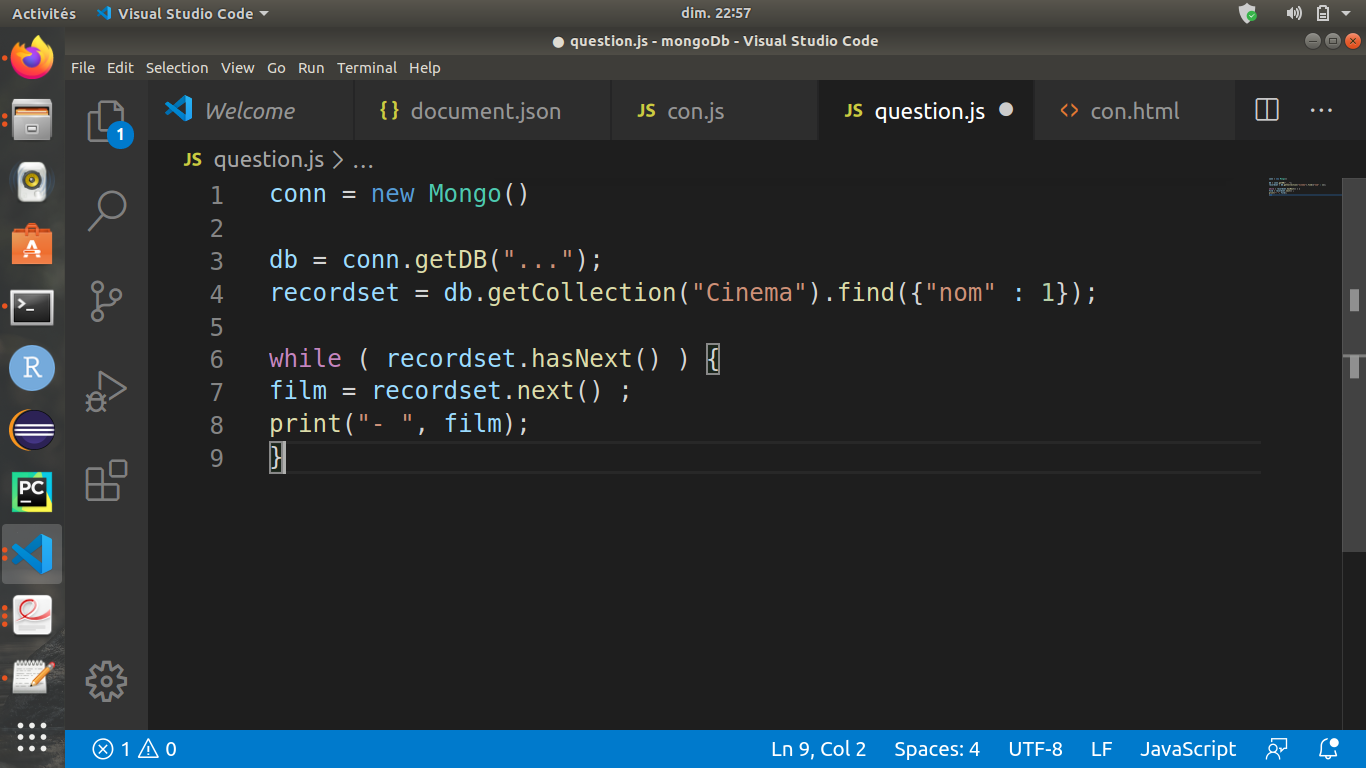 Activités Visual Studio Code dim. 22:57
● question.js - mongoDb - Visual Studio Code
File Edit Selection View Go Run Terminal Help
1 Welcome {} document.json JS con.js JS question.js <> con.html ...
JS question.js > ...
1 conn = new Mongo()
2
3 db = conn.getDB("...");
4 recordset = db.getCollection("Cinema").find({"nom" : 1});
5
6 while ( recordset.hasNext() ) {
7 film = recordset.next() ;
8 print("- ", film);
9 }
R
PC
1 0 Ln 9, Col 2 Spaces: 4 UTF-8 LF JavaScript